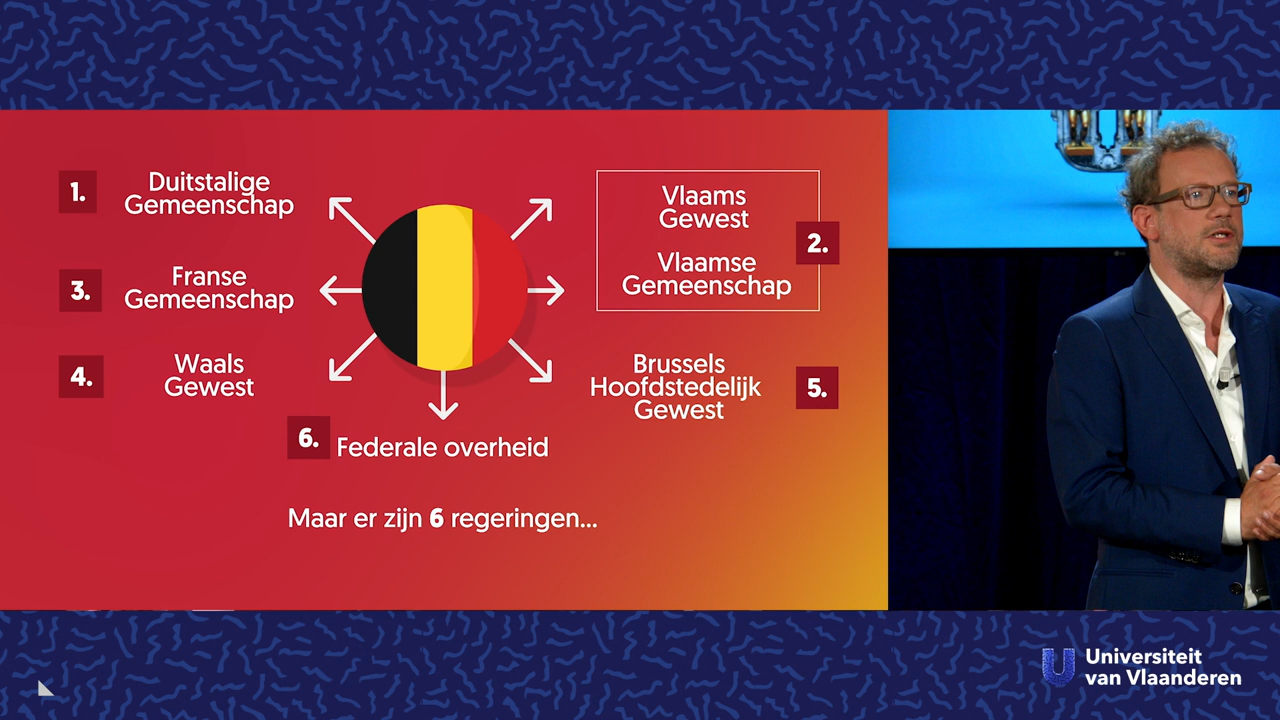 1.
Duitstalige
Gemeenschap
3.
Franse
Gemeenschap
4.
Waals
Gewest
Vlaams
Gewest
Vlaamse
Gemeenschap
2.
Brussels
Hoofdstedelijk
Gewest
5.
6.
Federale overheid
Maar er zijn 6 regeringen...
Universiteit
van Vlaanderen